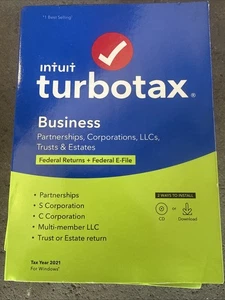 #1 Best Selling
intuit
turbotax®
Business
Partnerships, Corporations, LLCs,
Trusts & Estates
Federal Returns + Federal E-File
• Partnerships
• S Corporation
• C Corporation
• Multi-member LLC
• Trust or Estate return
2 WAYS TO INSTALL
CD
or
Download
Tax Year 2021
For Windows®